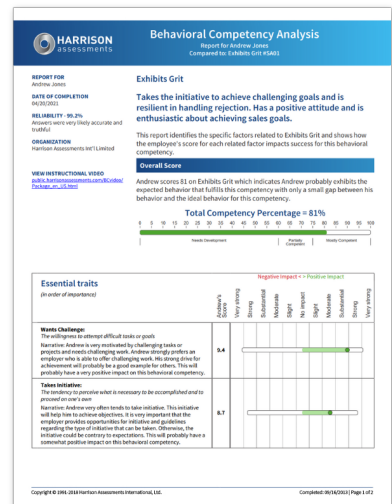 HARRISON
assessments
Behavioral Competency Analysis
Report for Andrew Jones
Compared to: Exhibits Grit #SA01
REPORT FOR
Andrew Jones
DATE OF COMPLETION
04/20/2021
RELIABILITY - 99.2%
Answers were very likely accurate and
truthful
ORGANIZATION
Harrison Assessments Int'l Limited
VIEW INSTRUCTIONAL VIDEO
public.harrisonassessments.com/BCvideo/
Package_en_US.html
Exhibits Grit
Takes the initiative to achieve challenging goals and is
resilient in handling rejection. Has a positive attitude and is
enthusiastic about achieving sales goals.
This report identifies the specific factors related to Exhibits Grit and shows how
the employee's score for each related factor impacts success for this behavioral
competency.
Overall Score
Andrew scores 81 on Exhibits Grit which indicates Andrew probably exhibits the
expected behavior that fulfills this competency with only a small gap between his
behavior and the ideal behavior for this competency.
Total Competency Percentage = 81%
0 5 10 15 20 25 30 35 40 45 50 55 60 65 70 75 80 85 90 95 100
Needs Development
Partially
Competent
Mostly Competent
Essential traits
(in order of importance)
Negative Impact < > Positive Impact
Andrew's
Score
Very strong
Strong
Substantial
Moderate
Slight
No impact
Slight
Moderate
Substantial
Strong
Very strong
Wants Challenge:
The willingness to attempt difficult tasks or goals
Narrative: Andrew is very motivated by challenging tasks or
projects and needs challenging work. Andrew strongly prefers an
employer who is able to offer challenging work. His strong drive for
achievement will probably be a good example for others. This will
probably have a very positive impact on this behavioral competency.
9.4
Takes Initiative:
The tendency to perceive what is necessary to be accomplished and to
proceed on one's own
Narrative: Andrew very often tends to take initiative. This initiative
will help him to achieve objectives. It is very important that the
employer provides opportunities for initiative and guidelines
regarding the type of initiative that can be taken. Otherwise, the
initiative could be contrary to expectations. This will probably have a
somewhat positive impact on this behavioral competency.
8.7
Copyright © 1991-2018 Harrison Assessments International, Ltd.
Completed: 09/16/2013 | Page 1 of 2